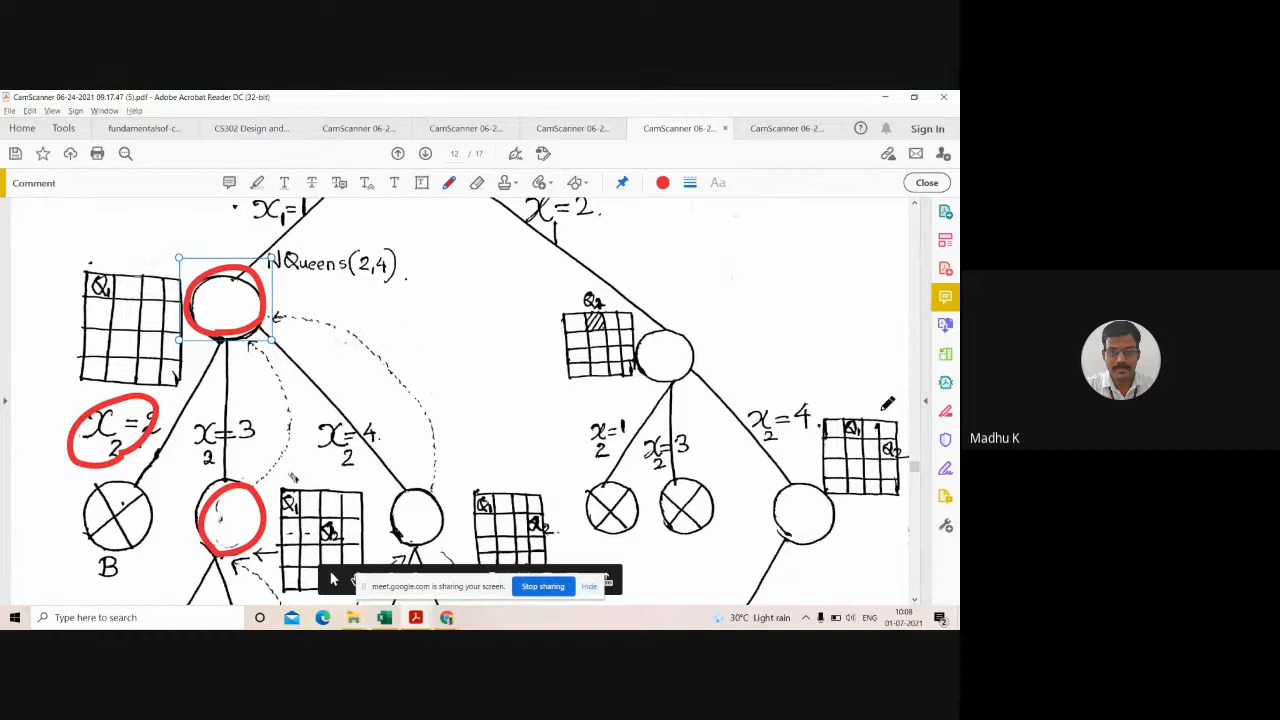 CamScanner 06-24-2021 09.17.47 (5).pdf - Adobe Acrobat Reader DC (32-bit)
File Edit View Sign Window Help
Home Tools fundamentalsof-c... CS302 Design and... CamScanner 06-2... CamScanner 06-2... CamScanner 06-2... CamScanner 06-2... × CamScanner 06-2... Sign In
12 / 17
Comment Aa Close
x1=1 x1=2.
NQueens(2,4).
Q1
Q1
x2=2 x2=3 x2=4. x2=1 x2=3 x2=4.
Q1 Q2
Q1 Q2
Q1 Q2
B
meet.google.com is sharing your screen. Stop sharing Hide
Type here to search 30°C Light rain ENG 10:08
01-07-2021 2
Madhu K